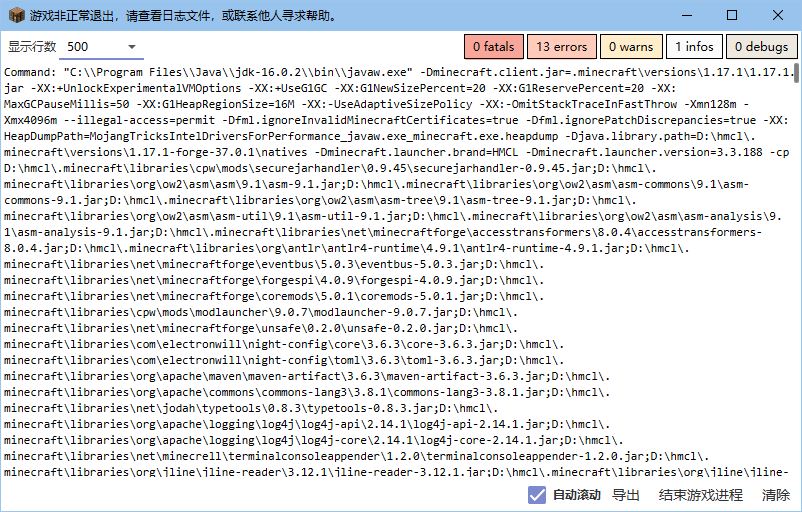 游戏非正常退出，请查看日志文件，或联系他人寻求帮助。
显示行数 500 0 fatals 13 errors 0 warns 1 infos 0 debugs
Command: "C:\\Program Files\\Java\\jdk-16.0.2\\bin\\javaw.exe" -Dminecraft.client.jar=.minecraft\versions\1.17.1\1.17.1.
jar -XX:+UnlockExperimentalVMOptions -XX:+UseG1GC -XX:G1NewSizePercent=20 -XX:G1ReservePercent=20 -XX:
MaxGCPauseMillis=50 -XX:G1HeapRegionSize=16M -XX:-UseAdaptiveSizePolicy -XX:-OmitStackTraceInFastThrow -Xmn128m -
Xmx4096m --illegal-access=permit -Dfml.ignoreInvalidMinecraftCertificates=true -Dfml.ignorePatchDiscrepancies=true -XX:
HeapDumpPath=MojangTricksIntelDriversForPerformance_javaw.exe_minecraft.exe.heapdump -Djava.library.path=D:\hmcl\.
minecraft\versions\1.17.1-forge-37.0.1\natives -Dminecraft.launcher.brand=HMCL -Dminecraft.launcher.version=3.3.188 -cp
D:\hmcl\.minecraft\libraries\cpw\mods\securejarhandler\0.9.45\securejarhandler-0.9.45.jar;D:\hmcl\.
minecraft\libraries\org\ow2\asm\asm\9.1\asm-9.1.jar;D:\hmcl\.minecraft\libraries\org\ow2\asm\asm-commons\9.1\asm-
commons-9.1.jar;D:\hmcl\.minecraft\libraries\org\ow2\asm\asm-tree\9.1\asm-tree-9.1.jar;D:\hmcl\.
minecraft\libraries\org\ow2\asm\asm-util\9.1\asm-util-9.1.jar;D:\hmcl\.minecraft\libraries\org\ow2\asm\asm-analysis\9.
1\asm-analysis-9.1.jar;D:\hmcl\.minecraft\libraries\net\minecraftforge\accesstransformers\8.0.4\accesstransformers-
8.0.4.jar;D:\hmcl\.minecraft\libraries\org\antlr\antlr4-runtime\4.9.1\antlr4-runtime-4.9.1.jar;D:\hmcl\.
minecraft\libraries\net\minecraftforge\eventbus\5.0.3\eventbus-5.0.3.jar;D:\hmcl\.
minecraft\libraries\net\minecraftforge\forgespi\4.0.9\forgespi-4.0.9.jar;D:\hmcl\.
minecraft\libraries\net\minecraftforge\coremods\5.0.1\coremods-5.0.1.jar;D:\hmcl\.
minecraft\libraries\cpw\mods\modlauncher\9.0.7\modlauncher-9.0.7.jar;D:\hmcl\.
minecraft\libraries\net\minecraftforge\unsafe\0.2.0\unsafe-0.2.0.jar;D:\hmcl\.
minecraft\libraries\com\electronwill\night-config\core\3.6.3\core-3.6.3.jar;D:\hmcl\.
minecraft\libraries\com\electronwill\night-config\toml\3.6.3\toml-3.6.3.jar;D:\hmcl\.
minecraft\libraries\org\apache\maven\maven-artifact\3.6.3\maven-artifact-3.6.3.jar;D:\hmcl\.
minecraft\libraries\org\apache\commons\commons-lang3\3.8.1\commons-lang3-3.8.1.jar;D:\hmcl\.
minecraft\libraries\net\jodah\typetools\0.8.3\typetools-0.8.3.jar;D:\hmcl\.
minecraft\libraries\org\apache\logging\log4j\log4j-api\2.14.1\log4j-api-2.14.1.jar;D:\hmcl\.
minecraft\libraries\org\apache\logging\log4j\log4j-core\2.14.1\log4j-core-2.14.1.jar;D:\hmcl\.
minecraft\libraries\net\minecrell\terminalconsoleappender\1.2.0\terminalconsoleappender-1.2.0.jar;D:\hmcl\.
minecraft\libraries\org\jline\jline-reader\3.12.1\jline-reader-3.12.1.jar;D:\hmcl\.minecraft\libraries\org\jline\jline-
自动滚动 导出 结束游戏进程 清除